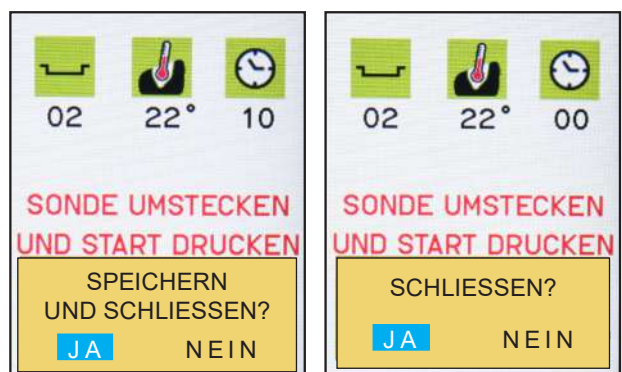 02 22° 10
SONDE UMSTECKEN
UND START DRUCKEN
SPEICHERN
UND SCHLIESSEN?
JA NEIN
02 22° 00
SONDE UMSTECKEN
UND START DRUCKEN
SCHLIESSEN?
JA NEIN